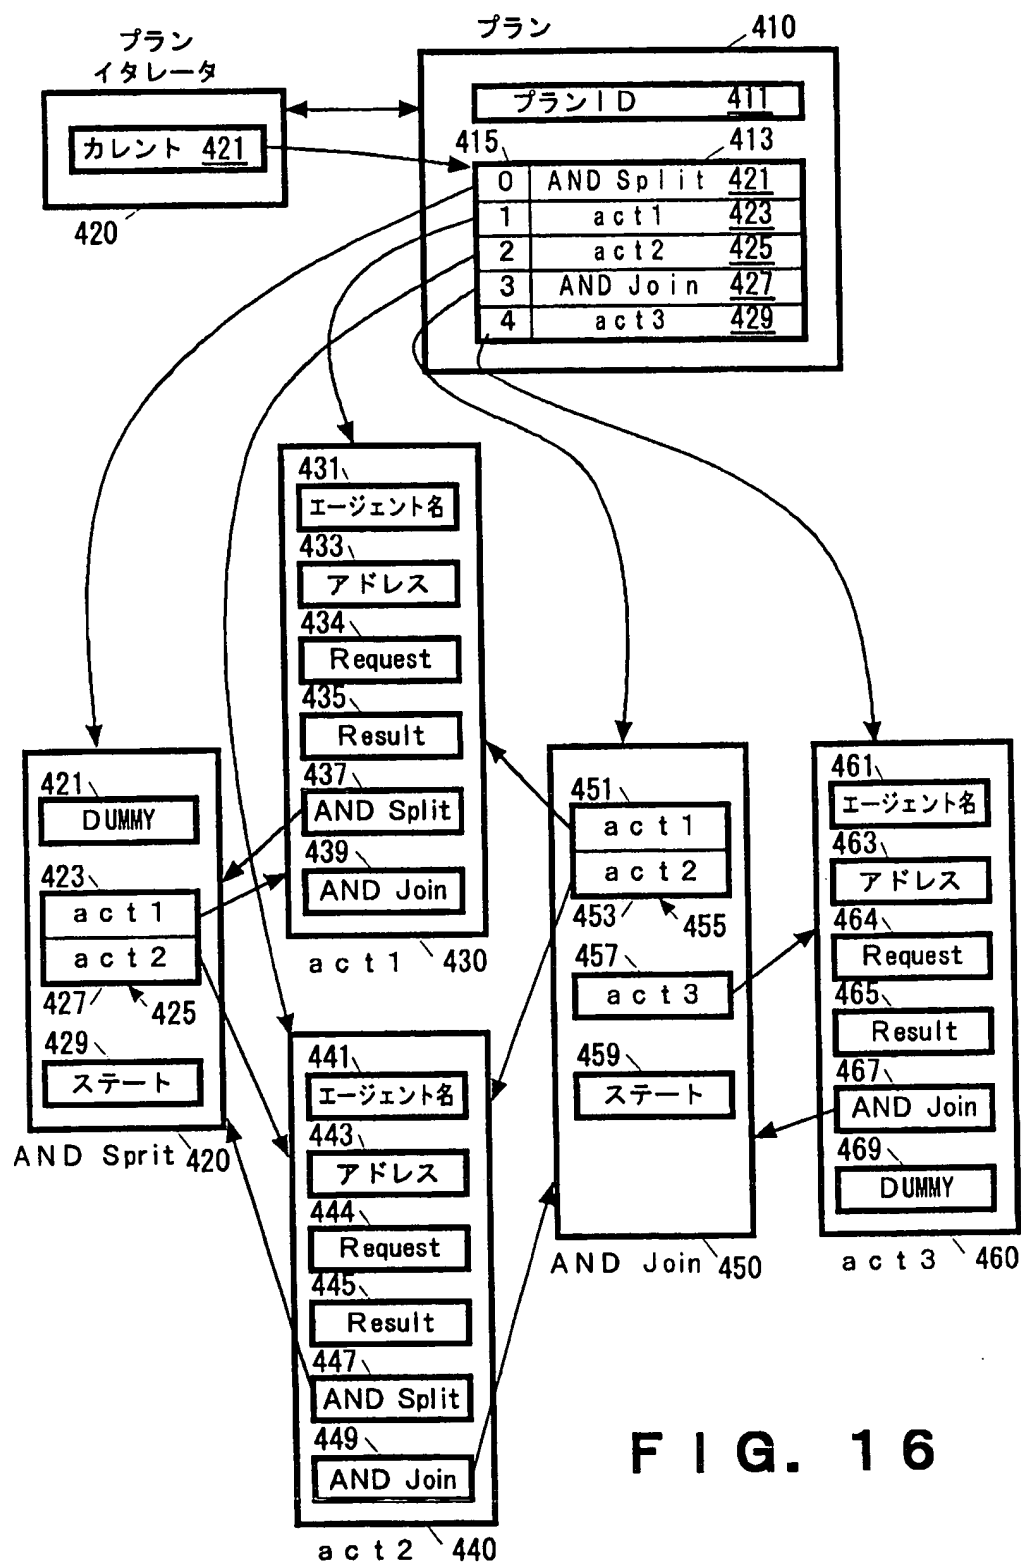 プラン
イタレータ
カレント 421
420
プラン
410
プランID 411
415
413
0 AND Split 421
1 act1 423
2 act2 425
3 AND Join 427
4 act3 429
431
エージェント名
433
アドレス
434
Request
435
Result
437
AND Split
439
AND Join
act1 430
421
DUMMY
423
act1
act2
427
425
429
ステート
AND Sprit 420
441
エージェント名
443
アドレス
444
Request
445
Result
447
AND Split
449
AND Join
act2 440
451
act1
act2
453
455
457
act3
459
ステート
AND Join 450
461
エージェント名
463
アドレス
464
Request
465
Result
467
AND Join
469
DUMMY
act3 460
FIG. 16